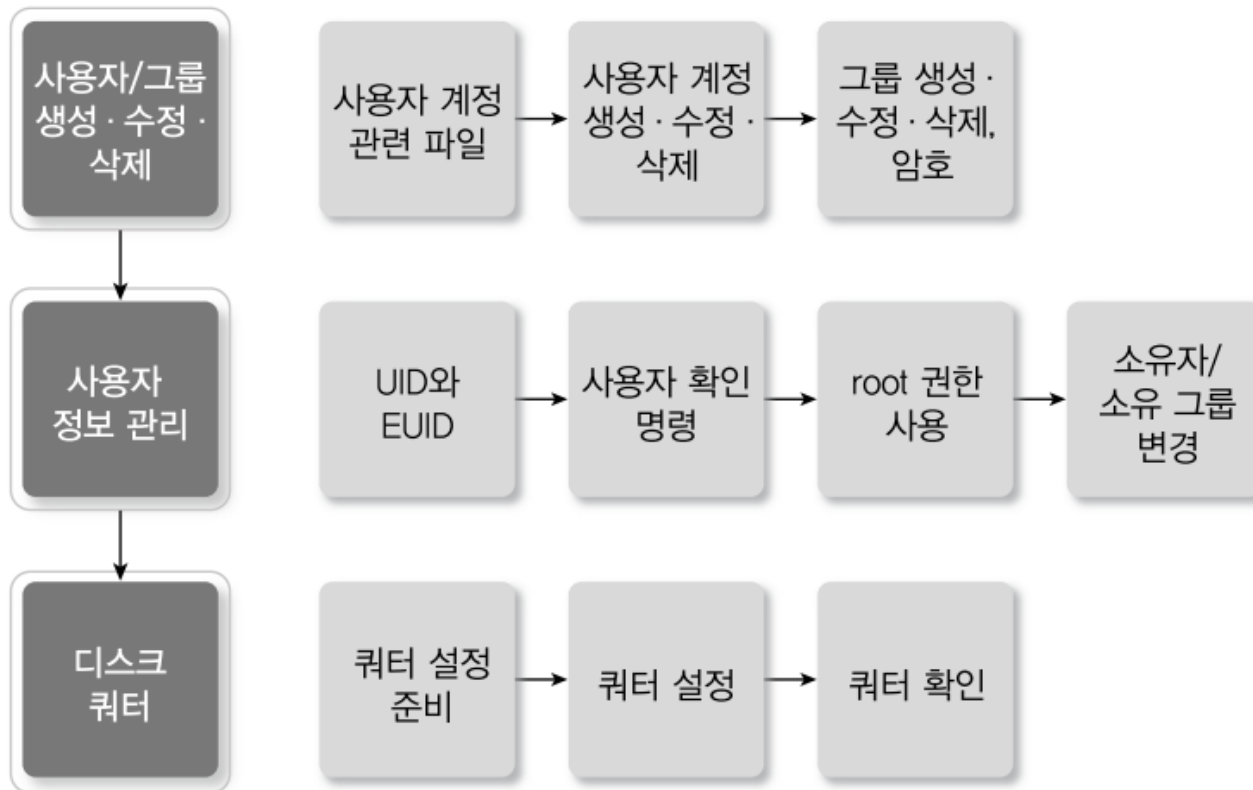 사용자/그룹
생성 · 수정 ·
삭제
사용자 계정
관련 파일
사용자 계정
생성 · 수정 ·
삭제
그룹 생성 ·
수정 · 삭제,
암호
사용자
정보 관리
UID와
EUID
사용자 확인
명령
root 권한
사용
소유자/
소유 그룹
변경
디스크
쿼터
쿼터 설정
준비
쿼터 설정
쿼터 확인